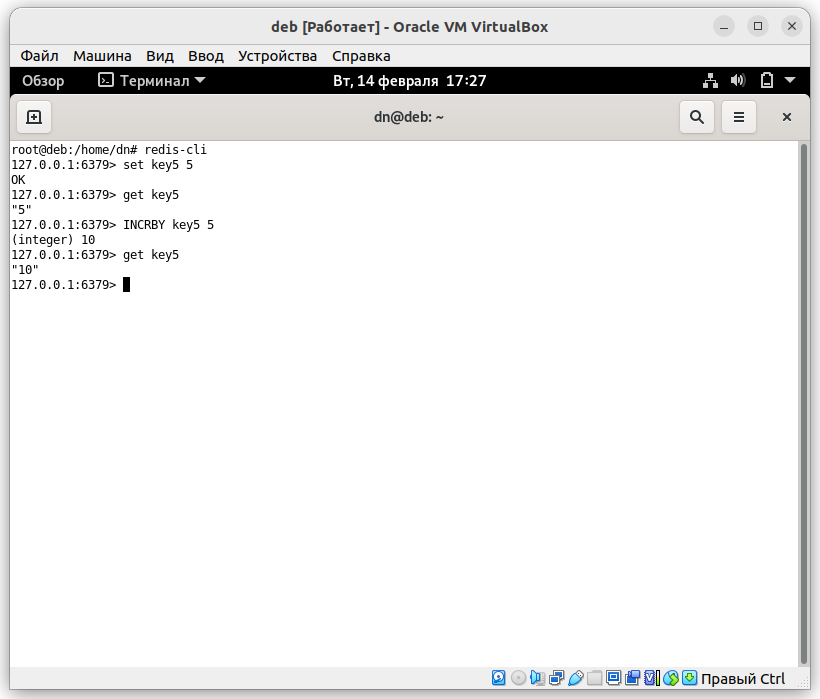 deb [Работает] - Oracle VM VirtualBox
Файл Машина Вид Ввод Устройства Справка
Обзор Терминал Вт, 14 февраля 17:27
dn@deb: ~
root@deb:/home/dn# redis-cli
127.0.0.1:6379> set key5 5
OK
127.0.0.1:6379> get key5
"5"
127.0.0.1:6379> INCRBY key5 5
(integer) 10
127.0.0.1:6379> get key5
"10"
127.0.0.1:6379>
Правый Ctrl